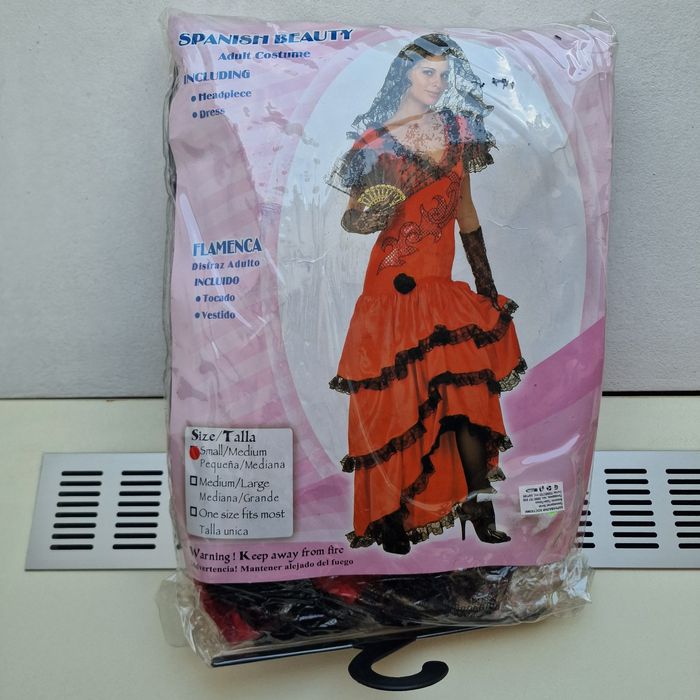 SPANISH BEAUTY
Adult Costume
INCLUDING
• Headpiece
• Dress
FLAMENCA
Disfraz Adulto
INCLUIDO
• Tocado
• Vestido
Size/Talla
Small/Medium
Pequeña/Mediana
Medium/Large
Mediana/Grande
One size fits most
Talla unica
Warning! Keep away from fire
Advertencia! Mantener alejado del fuego